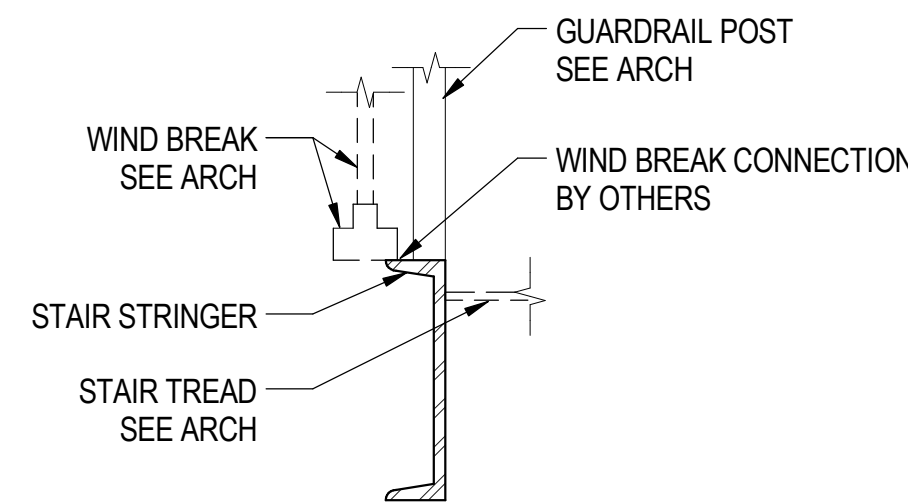 GUARDRAIL POST
SEE ARCH
WIND BREAK
SEE ARCH
WIND BREAK CONNECTION
BY OTHERS
STAIR STRINGER
STAIR TREAD
SEE ARCH